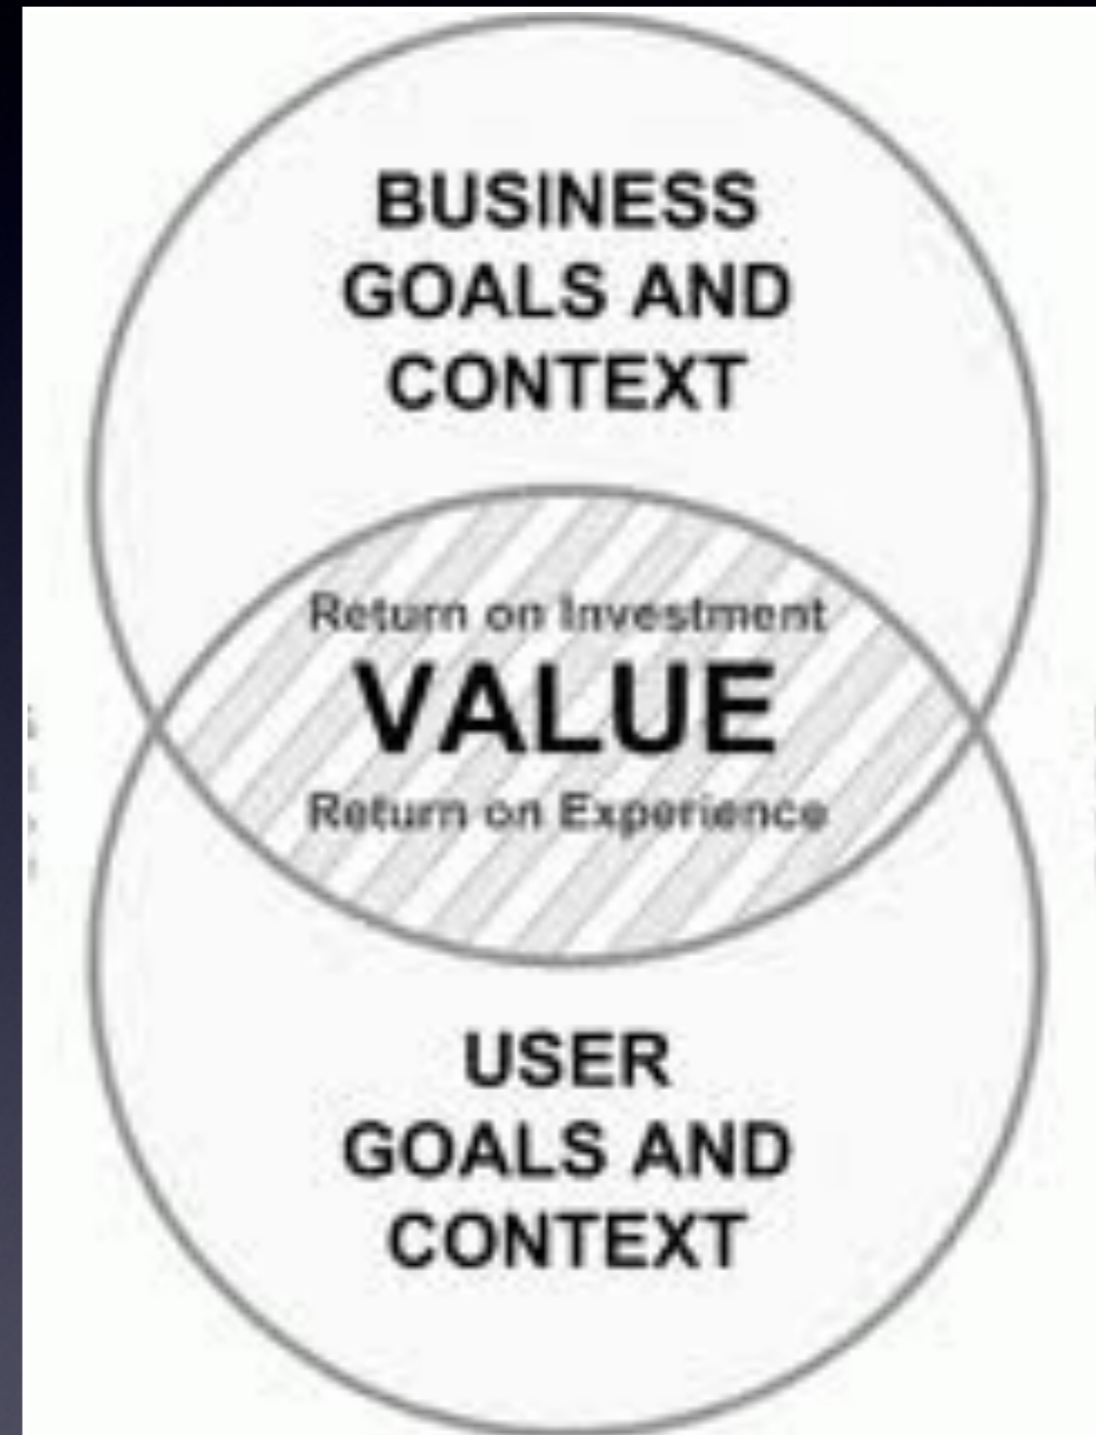 BUSINESS
GOALS AND
CONTEXT
Return on Investment
VALUE
Return on Experience
USER
GOALS AND
CONTEXT